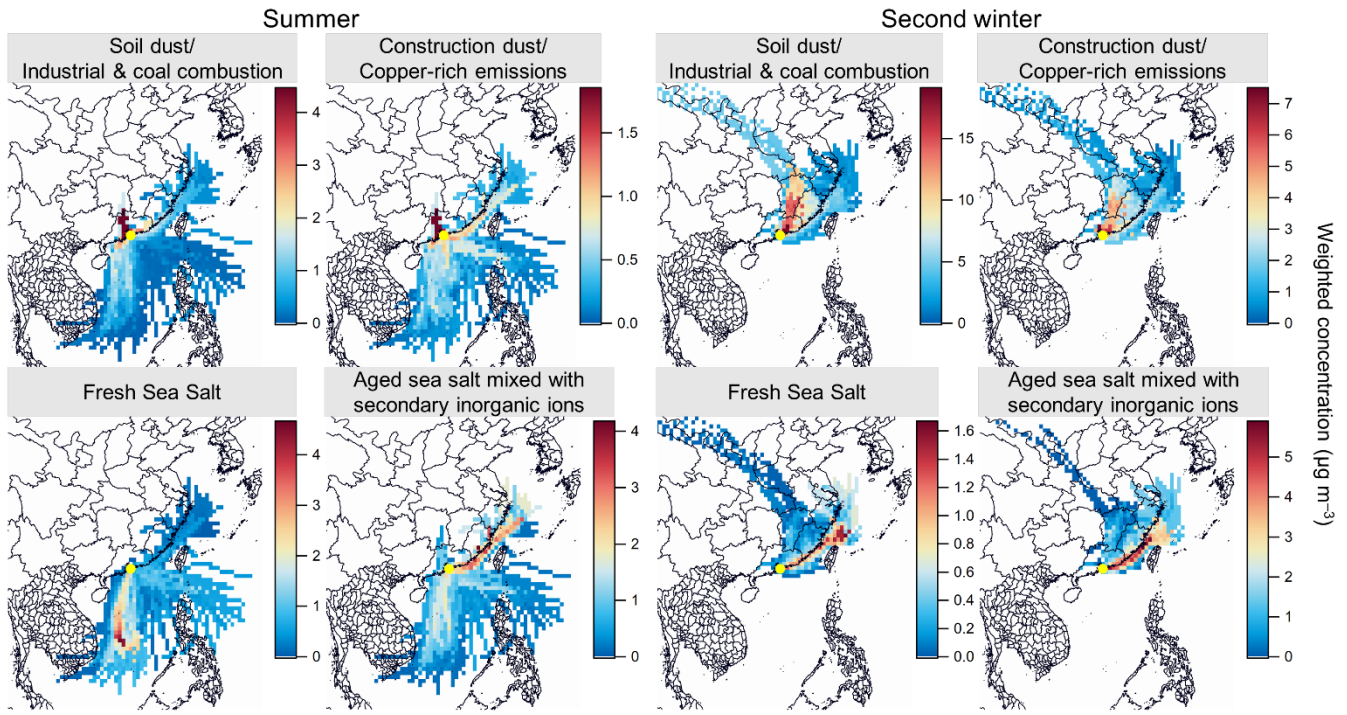 Summer
Second winter
Soil dust/
Industrial & coal combustion
Construction dust/
Copper-rich emissions
Soil dust/
Industrial & coal combustion
Construction dust/
Copper-rich emissions
4
3
2
1
0
1.5
1.0
0.5
0.0
15
10
5
0
7
6
5
4
3
2
1
0
Fresh Sea Salt
Aged sea salt mixed with
secondary inorganic ions
Fresh Sea Salt
Aged sea salt mixed with
secondary inorganic ions
4
3
2
1
0
4
3
2
1
0
1.6
1.4
1.2
1.0
0.8
0.6
0.4
0.2
0.0
5
4
3
2
1
0
Weighted concentration (μg m⁻³)